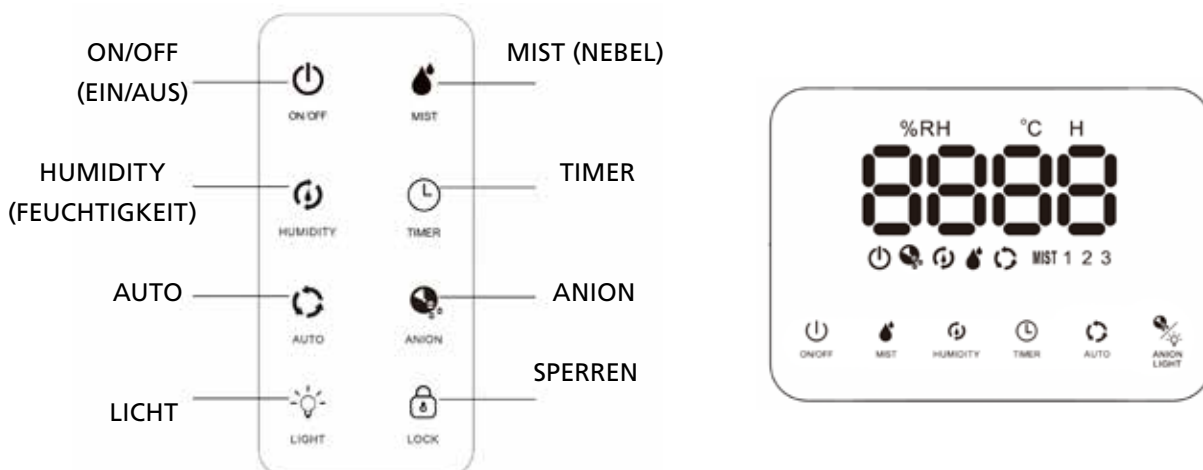 ON/OFF
(EIN/AUS)
HUMIDITY
(FEUCHTIGKEIT)
AUTO
LICHT
ON/OFF
MIST
HUMIDITY
TIMER
AUTO
ANION
LIGHT
LOCK
MIST (NEBEL)
TIMER
ANION
SPERREN
%RH °C H
8888
MIST 1 2 3
ON/OFF MIST HUMIDITY TIMER AUTO ANION
LIGHT